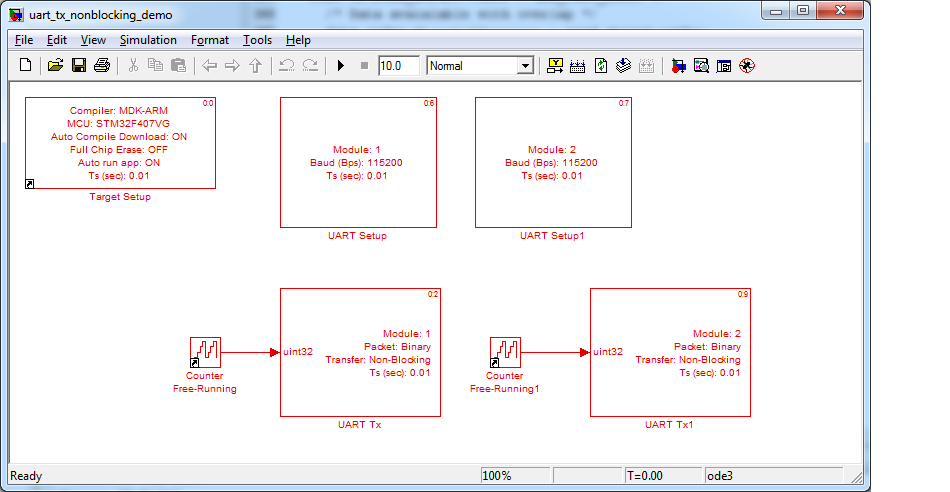 /* Data avaialable with overlap */
uart_tx_nonblocking_demo
File Edit View Simulation Format Tools Help
10.0 Normal
0:0
Compiler: MDK-ARM
MCU: STM32F407VG
Auto Compile Download: ON
Full Chip Erase: OFF
Auto run app: ON
Ts (sec): 0.01
Target Setup
0:6
Module: 1
Baud (Bps): 115200
Ts (sec): 0.01
UART Setup
0:7
Module: 2
Baud (Bps): 115200
Ts (sec): 0.01
UART Setup1
Counter
Free-Running
0:2
uint32
Module: 1
Packet: Binary
Transfer: Non-Blocking
Ts (sec): 0.01
UART Tx
Counter
Free-Running1
0:9
uint32
Module: 2
Packet: Binary
Transfer: Non-Blocking
Ts (sec): 0.01
UART Tx1
Ready 100% T=0.00 ode3